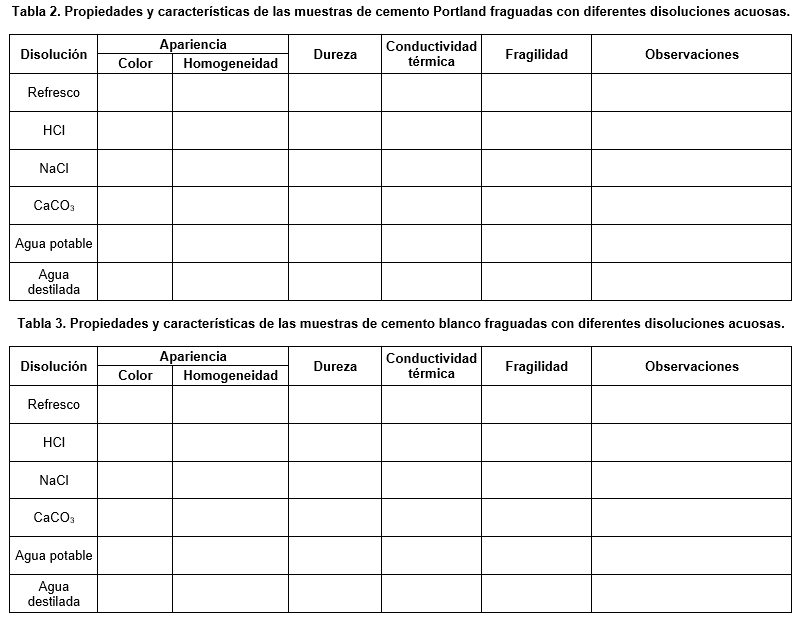 Tabla 2. Propiedades y características de las muestras de cemento Portland fraguadas con diferentes disoluciones acuosas.
Disolución Apariencia Dureza Conductividad térmica Fragilidad Observaciones
Color Homogeneidad
Refresco
HCl
NaCl
CaCO₃
Agua potable
Agua
destilada
Tabla 3. Propiedades y características de las muestras de cemento blanco fraguadas con diferentes disoluciones acuosas.
Disolución Apariencia Dureza Conductividad térmica Fragilidad Observaciones
Color Homogeneidad
Refresco
HCl
NaCl
CaCO₃
Agua potable
Agua
destilada